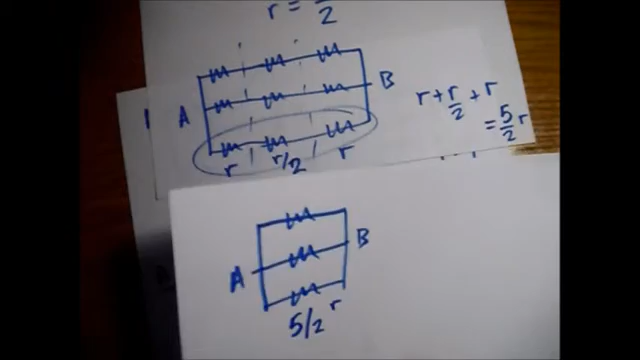 r = /2
A
B
r
r/2
r
r + r/2 + r
= 5/2 r
A
B
5/2 r